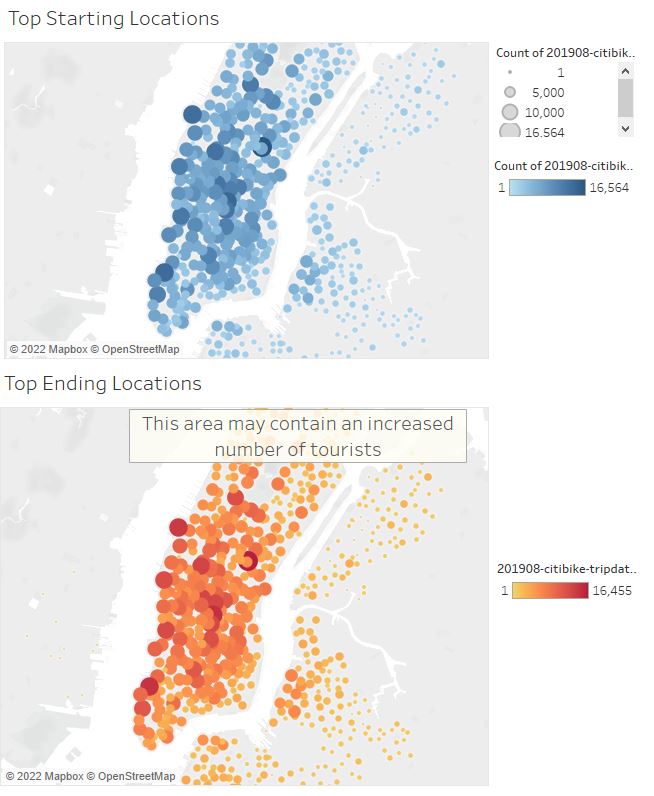 Top Starting Locations
Count of 201908-citibik..
1
5,000
10,000
16,564
Count of 201908-citibik..
1 16,564
© 2022 Mapbox © OpenStreetMap
Top Ending Locations
This area may contain an increased
number of tourists
201908-citibike-tripdat..
1 16,455
© 2022 Mapbox © OpenStreetMap